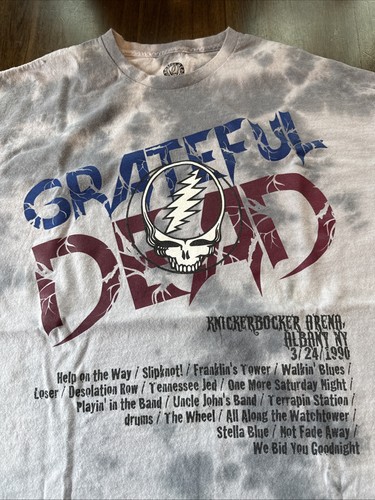 GRATEFUL
DEAD
KNICKERBOCKER ARENA,
ALBANY NY
3/24/1990
Help on the Way / Slipknot! / Franklin's Tower / Walkin' Blues /
Loser / Desolation Row / Tennessee Jed / One More Saturday Night /
Playin' in the Band / Uncle John's Band / Terrapin Station /
drums / The Wheel / All Along the Watchtower /
Stella Blue / Not Fade Away /
We Bid You Goodnight